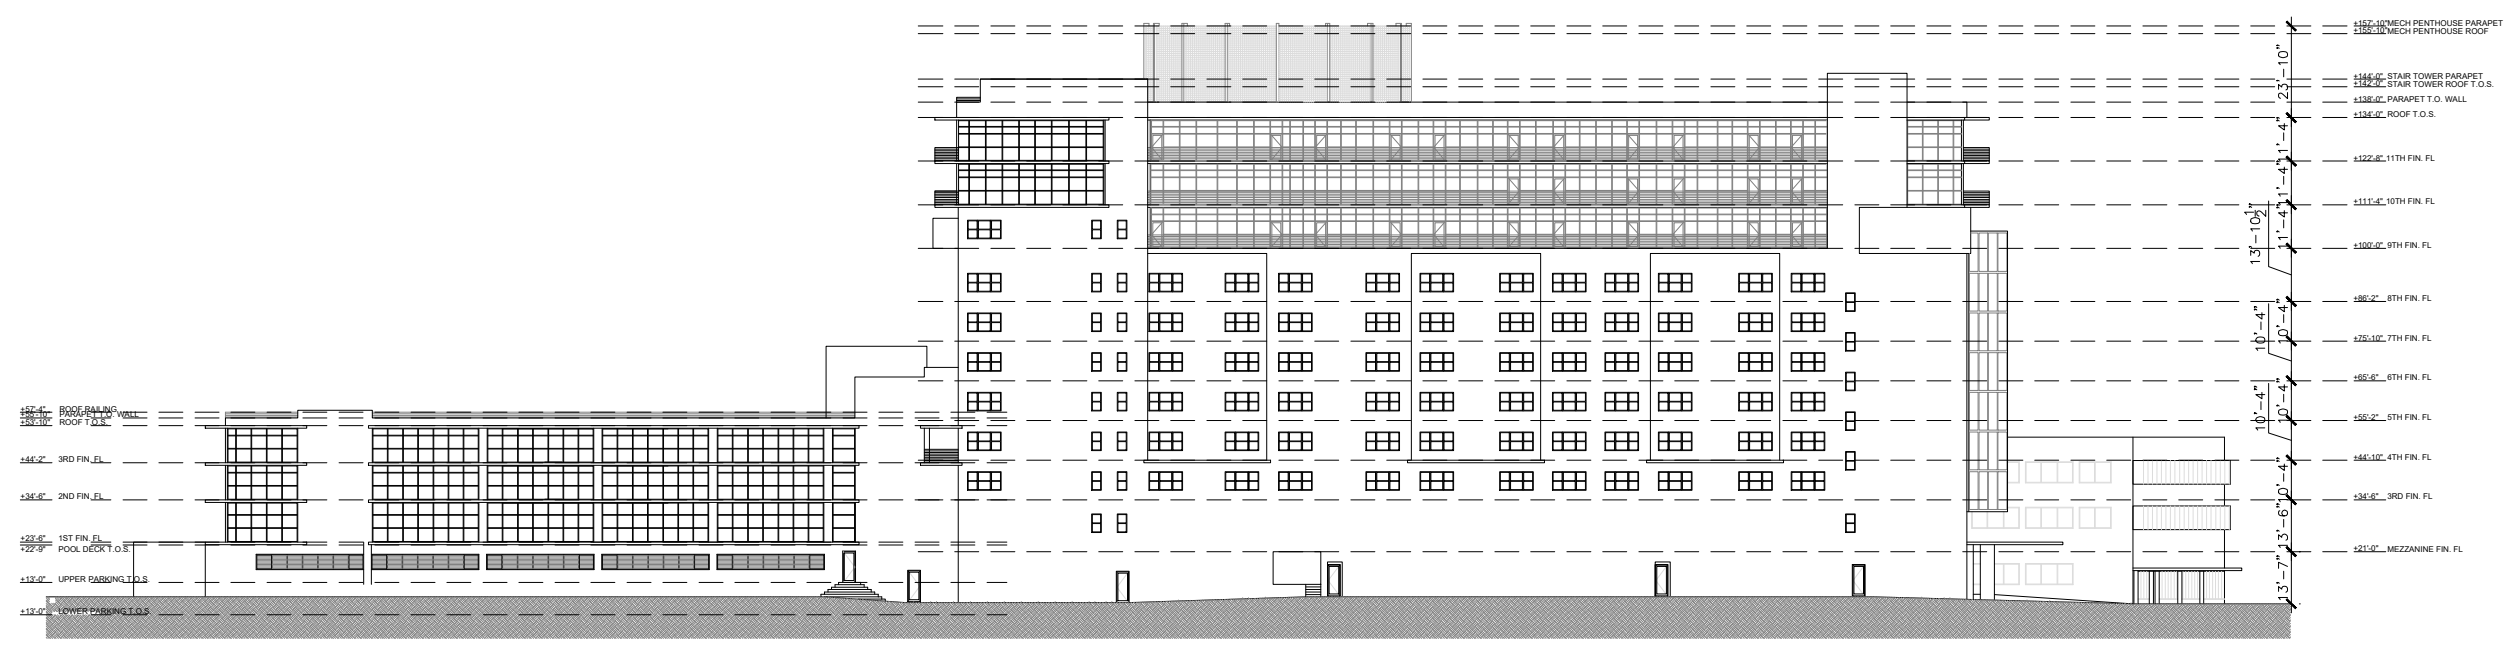 +157'-10" MECH PENTHOUSE PARAPET
+155'-10" MECH PENTHOUSE ROOF
23'-10"
+144'-0" STAIR TOWER PARAPET
+142'-0" STAIR TOWER ROOF T.O.S.
+138'-0" PARAPET T.O. WALL
+134'-0" ROOF T.O.S.
11'-4"
+122'-8" 11TH FIN. FL
11'-4"
+111'-4" 10TH FIN. FL
13'-10 1/2"
11'-4"
+100'-0" 9TH FIN. FL
+86'-2" 8TH FIN. FL
10'-4"
10'-4"
+75'-10" 7TH FIN. FL
+65'-6" 6TH FIN. FL
10'-4"
10'-4"
+55'-2" 5TH FIN. FL
+44'-10" 4TH FIN. FL
10'-4"
+34'-6" 3RD FIN. FL
13'-6"
+21'-0" MEZZANINE FIN. FL
13'-7"
+57'-4" ROOF RAILING
+55'-10" PARAPET T.O. WALL
+53'-10" ROOF T.O.S.
+44'-2" 3RD FIN. FL
+34'-6" 2ND FIN. FL
+23'-6" 1ST FIN. FL
+22'-9" POOL DECK T.O.S.
+13'-0" UPPER PARKING T.O.S.
+13'-0" LOWER PARKING T.O.S.